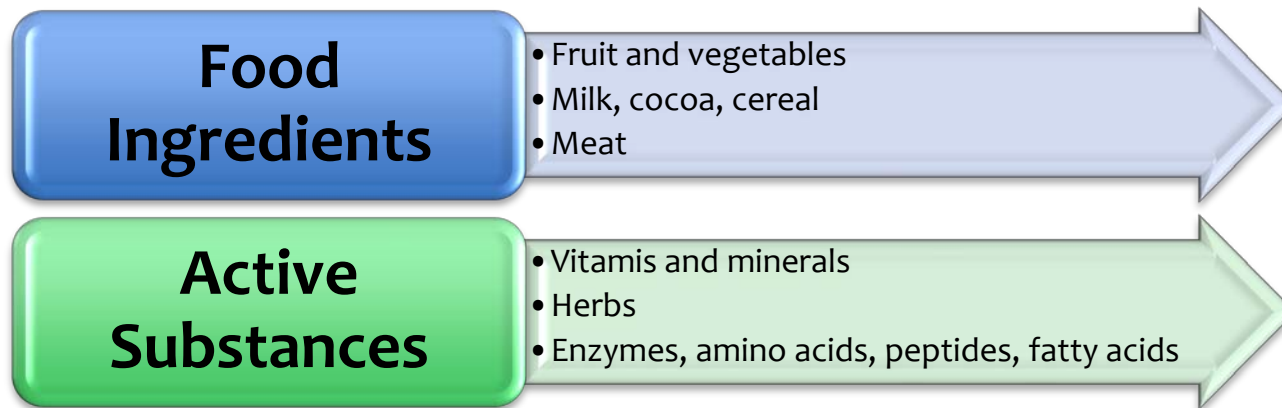 Food
Ingredients
• Fruit and vegetables
• Milk, cocoa, cereal
• Meat
Active
Substances
• Vitamis and minerals
• Herbs
• Enzymes, amino acids, peptides, fatty acids